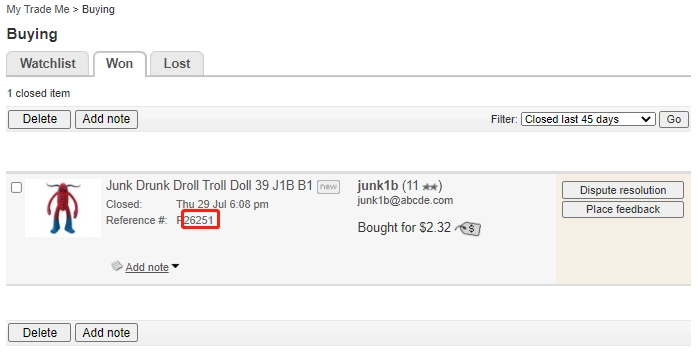 My Trade Me > Buying
Buying
Watchlist Won Lost
1 closed item
Delete Add note Filter: Closed last 45 days Go
Junk Drunk Droll Troll Doll 39 J1B B1 new junk1b (11 ★★) Dispute resolution
Closed: Thu 29 Jul 6:08 pm junk1b@abcde.com Place feedback
Reference #: P26251 Bought for $2.32 $
Add note
Delete Add note